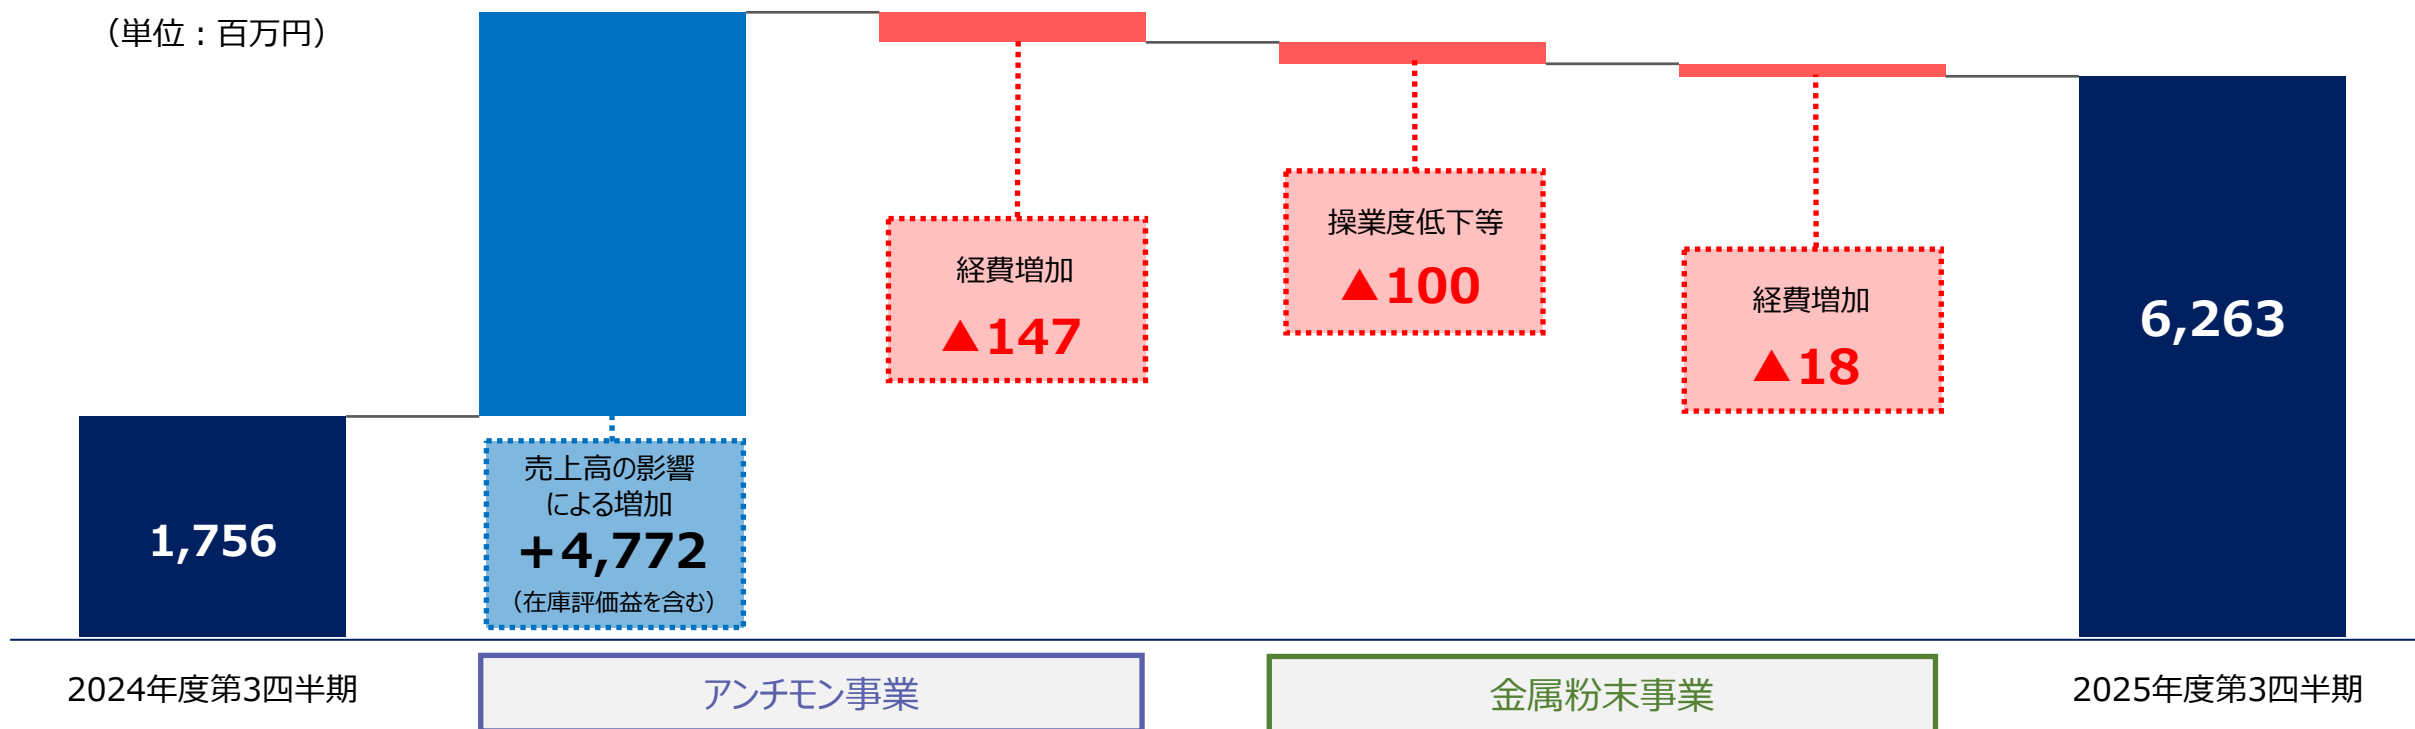 （単位：百万円）
1,756
売上高の影響
による増加
＋4,772
（在庫評価益を含む）
経費増加
▲147
操業度低下等
▲100
経費増加
▲18
6,263
2024年度第3四半期
アンチモン事業
金属粉末事業
2025年度第3四半期